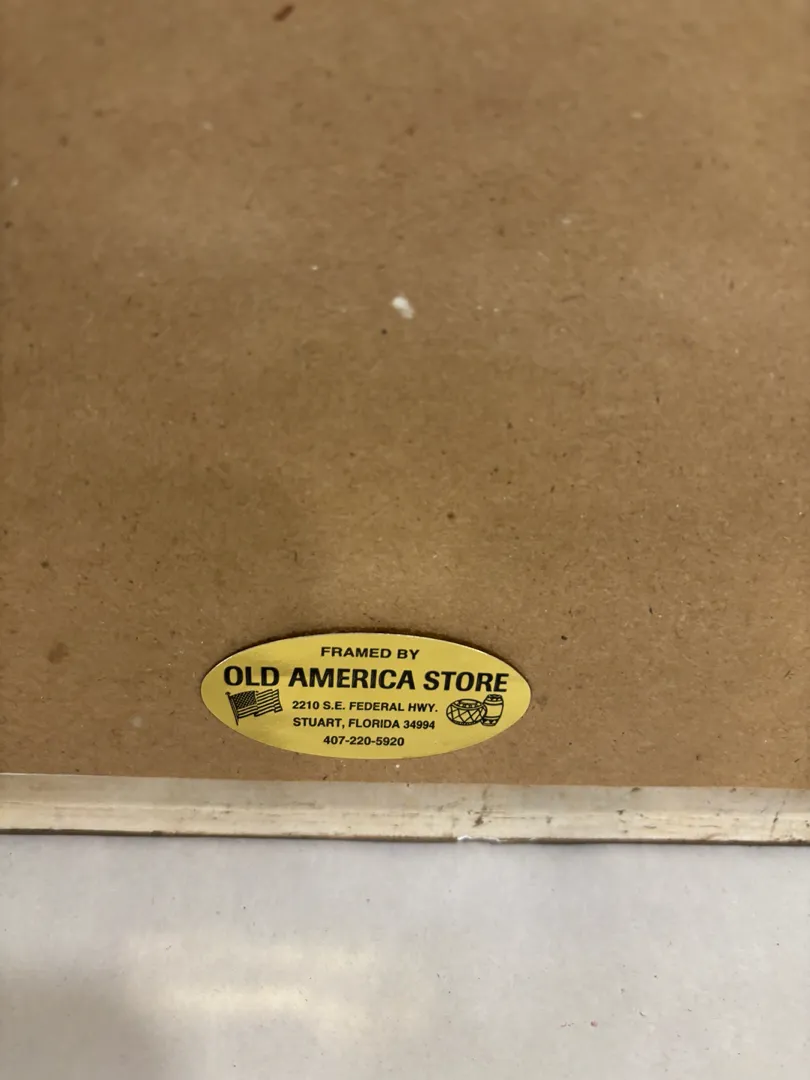 FRAMED BY
OLD AMERICA STORE
2210 S.E. FEDERAL HWY.
STUART, FLORIDA 34994
407-220-5920